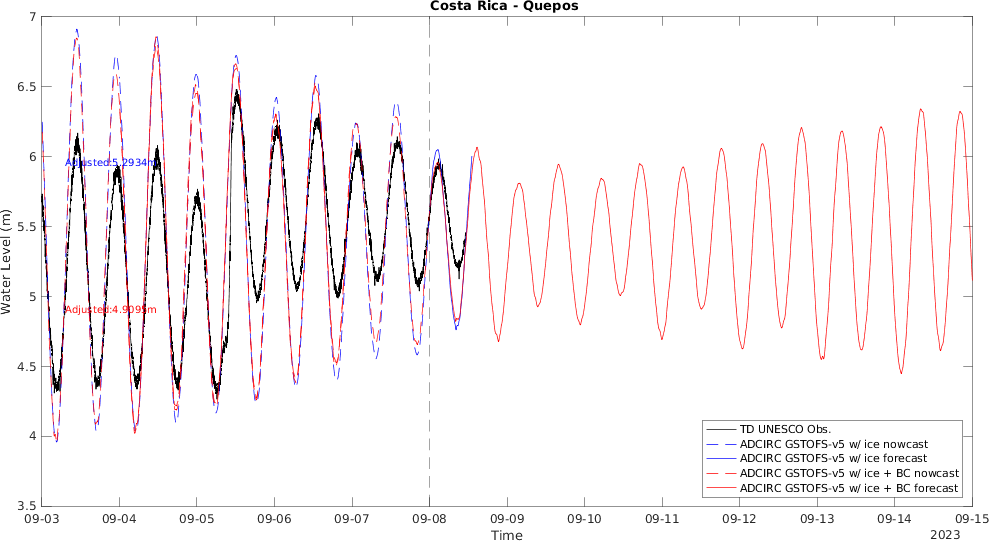 Costa Rica - Quepos
Water Level (m)
7
6.5
6
5.5
5
4.5
4
3.5
Adjusted:5.2934m
Adjusted:4.9095m
TD UNESCO Obs.
ADCIRC GSTOFS-v5 w/ ice nowcast
ADCIRC GSTOFS-v5 w/ ice forecast
ADCIRC GSTOFS-v5 w/ ice + BC nowcast
ADCIRC GSTOFS-v5 w/ ice + BC forecast
09-03 09-04 09-05 09-06 09-07 09-08 09-09 09-10 09-11 09-12 09-13 09-14 09-15
Time
2023